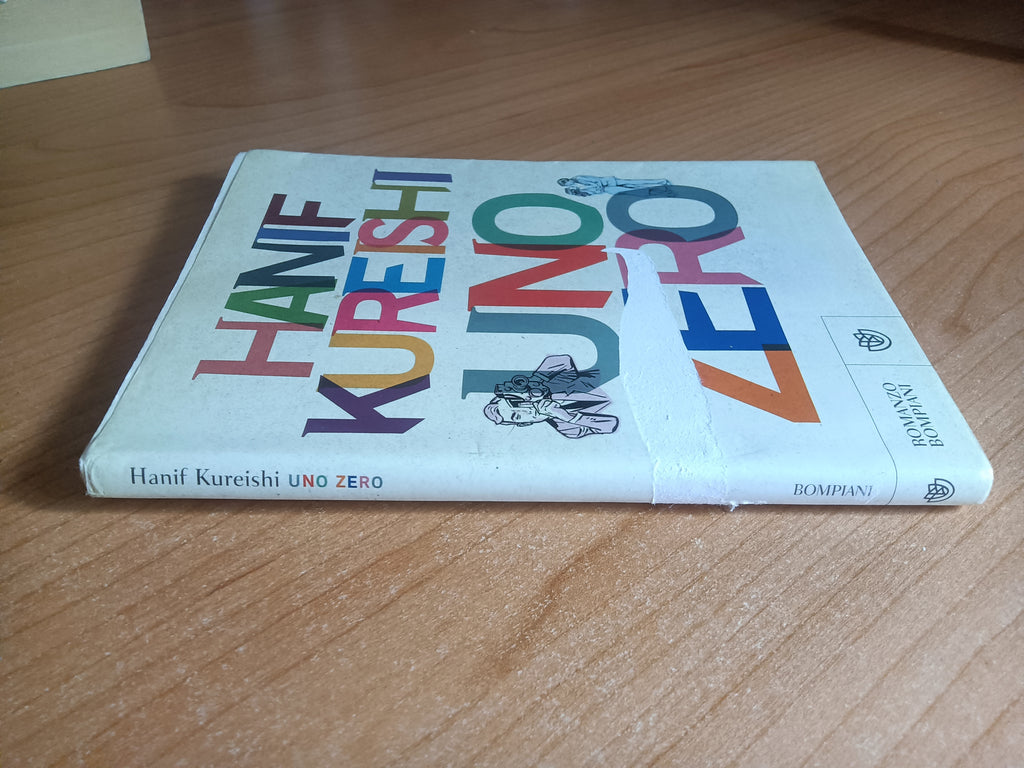 HANIF
KUREISHI
UNO
ZERO
ROMANZO
BOMPIANI
Hanif Kureishi UNO ZERO
BOMPIANI